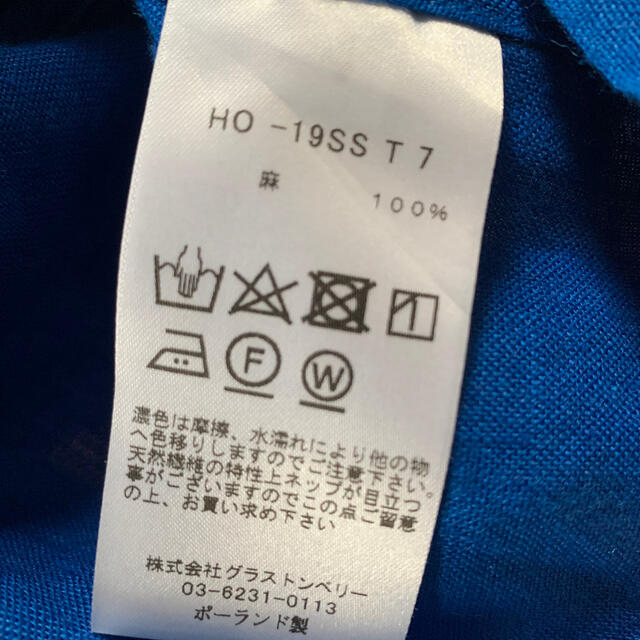 HO -19SS T 7
麻 100%
F
W
濃色は摩擦、水濡れにより他の物
へ色移りしますのでご注意下さい。
天然繊維の特性上ネップが目立つ
事がございますのでこの点ご留意
の上、お買い求め下さい
株式会社グラストンベリー
03-6231-0113
ポーランド製